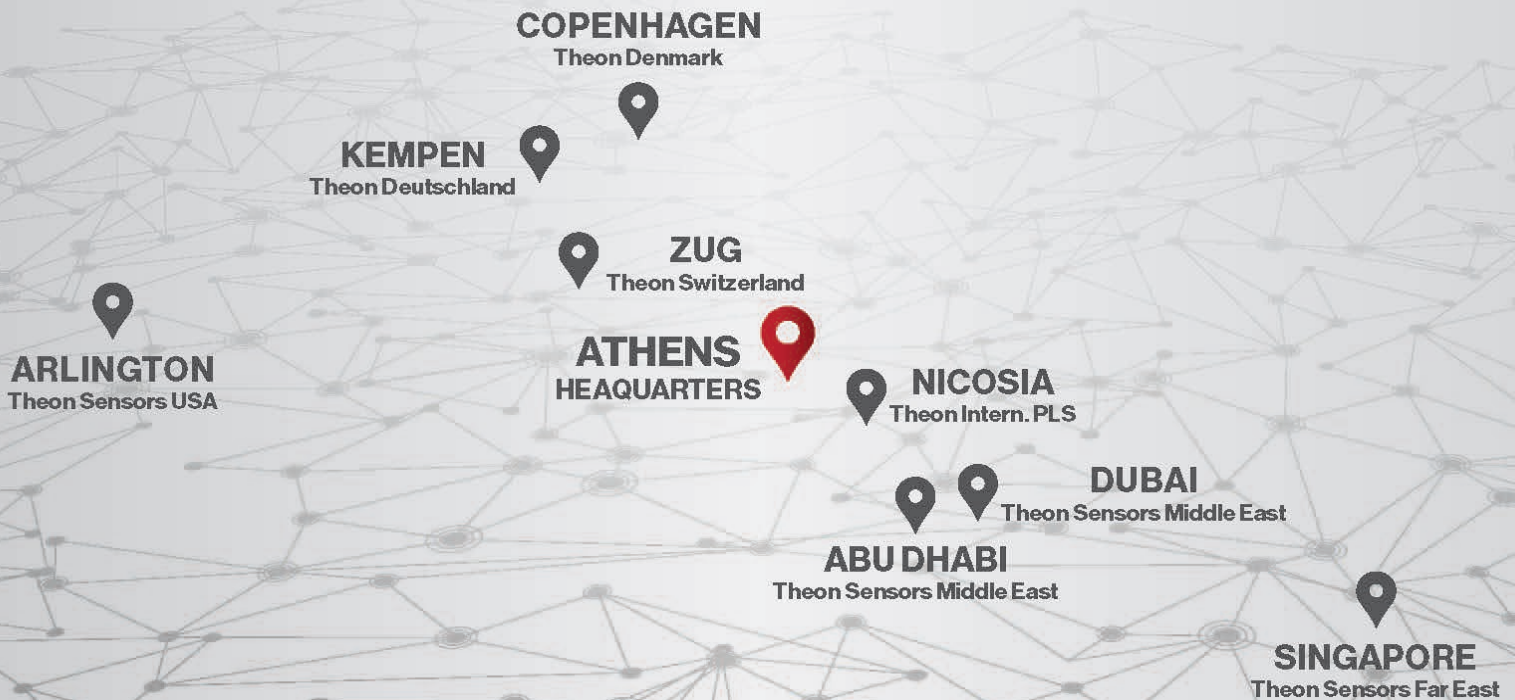 COPENHAGEN
Theon Denmark
KEMPEN
Theon Deutschland
ZUG
Theon Switzerland
ARLINGTON
Theon Sensors USA
ATHENS
HEAQUARTERS
NICOSIA
Theon Intern. PLS
DUBAI
Theon Sensors Middle East
ABU DHABI
Theon Sensors Middle East
SINGAPORE
Theon Sensors Far East